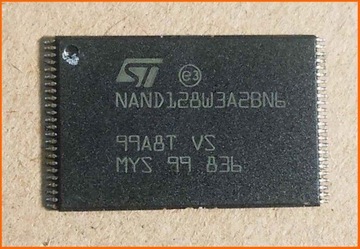 ST
e3
NAND128W3A2BN6
99A8T VS
MYS 99 836